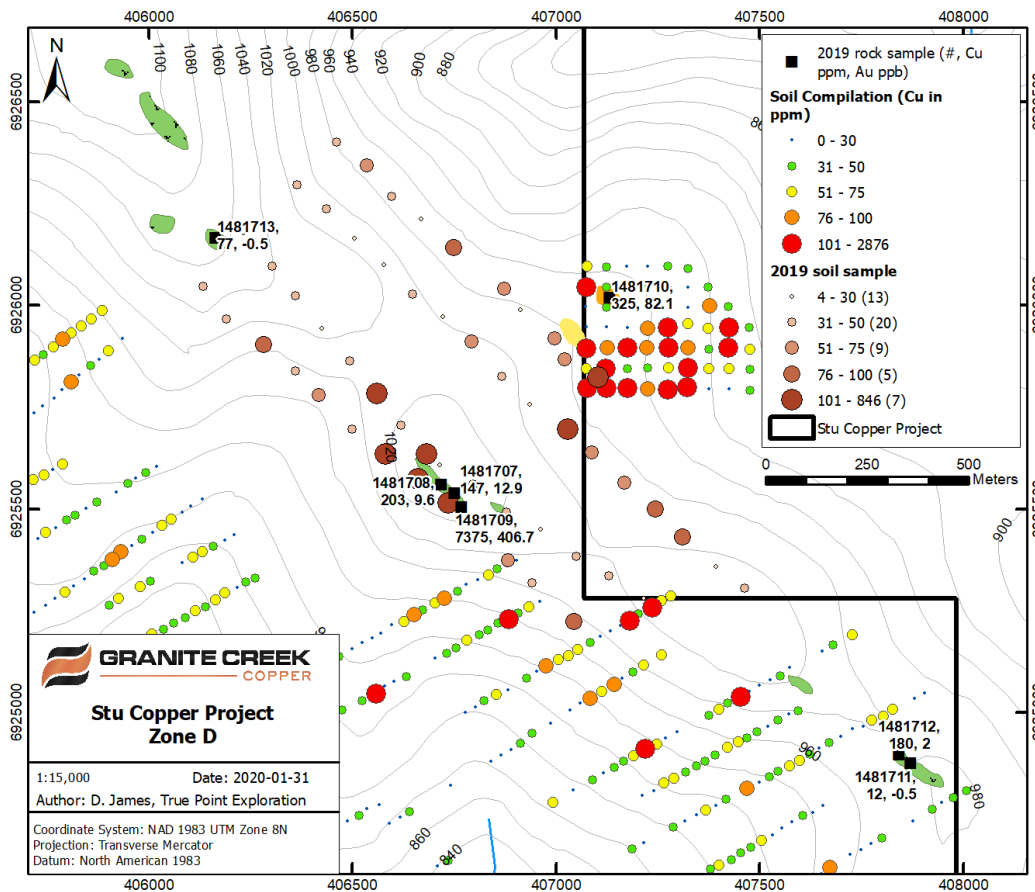 406000 406500 407000 407500 408000
N
1100
1080
1060
1040
1020
1000
980
960
940
920
900
880
6926500
6926000
6925500
6925000
2019 rock sample (#, Cu
ppm, Au ppb)
Soil Compilation (Cu in
ppm)
0 - 30
31 - 50
51 - 75
76 - 100
101 - 2876
2019 soil sample
4 - 30 (13)
31 - 50 (20)
51 - 75 (9)
76 - 100 (5)
101 - 846 (7)
Stu Copper Project
0 250 500
Meters
1481713,
77, -0.5
1481710,
325, 82.1
1020
1481708,
203, 9.6
1481707,
147, 12.9
1481709,
7375, 406.7
900
1481712,
180, 2
960
1481711,
12, -0.5
980
860
840
GRANITE CREEK
COPPER
Stu Copper Project
Zone D
1:15,000 Date: 2020-01-31
Author: D. James, True Point Exploration
Coordinate System: NAD 1983 UTM Zone 8N
Projection: Transverse Mercator
Datum: North American 1983
406000 406500 407000 407500 408000